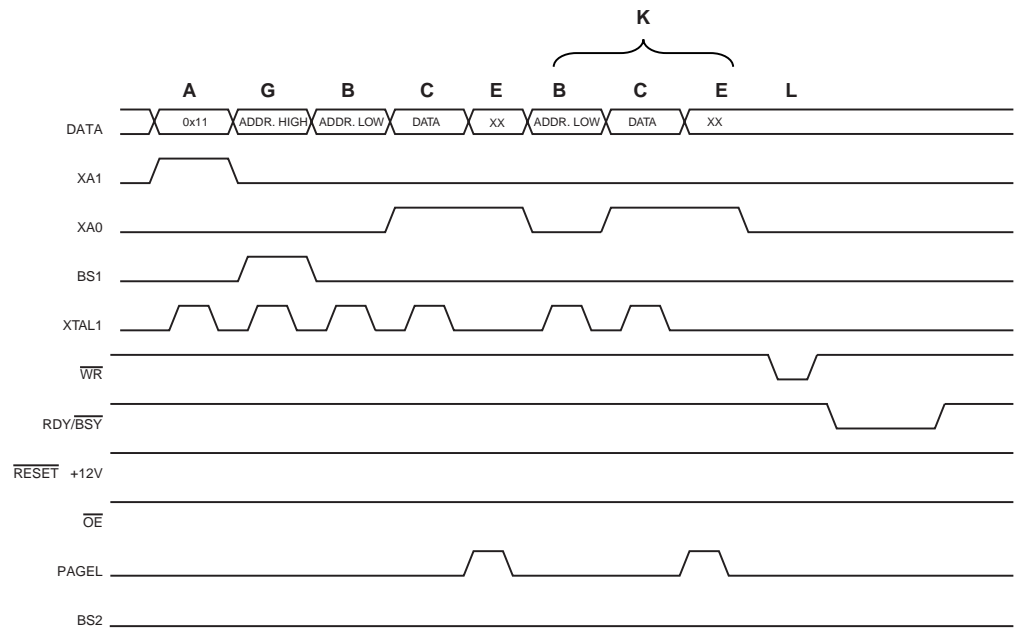 K
A G B C E B C E L
DATA 0x11 ADDR. HIGH ADDR. LOW DATA XX ADDR. LOW DATA XX
XA1
XA0
BS1
XTAL1
WR
RDY/BSY
RESET +12V
OE
PAGEL
BS2